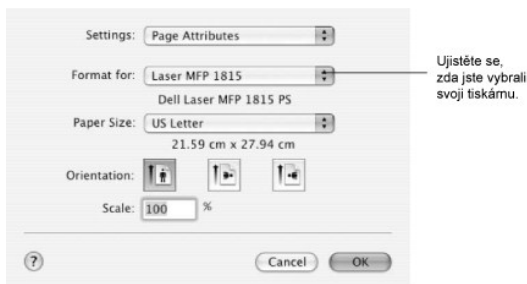 Settings: Page Attributes
Format for: Laser MFP 1815
Dell Laser MFP 1815 PS
Paper Size: US Letter
21.59 cm x 27.94 cm
Orientation:
Scale: 100 %
? Cancel OK
Ujistěte se,
zda jste vybrali
svoji tiskárnu.